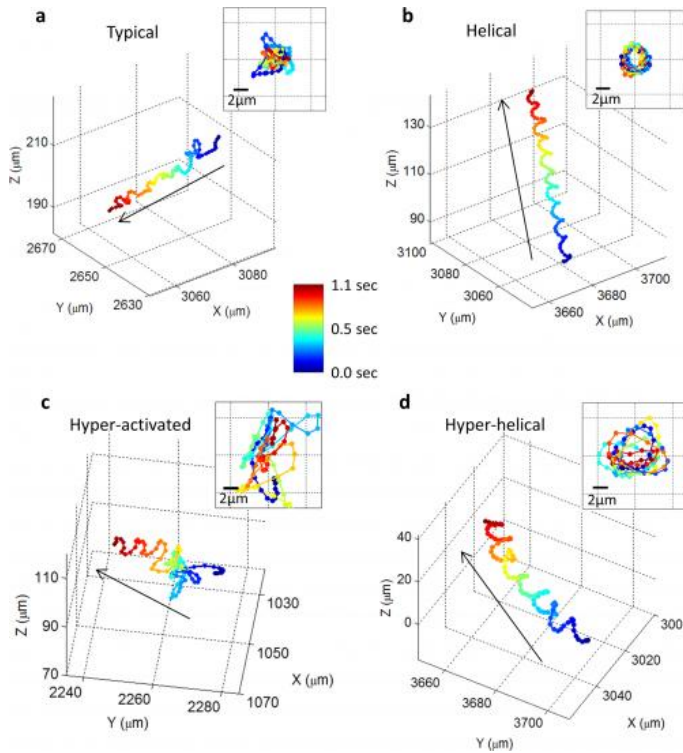 a Typical
2μm
210
190
Z (μm)
2670
2650
2630
Y (μm)
3060
3080
X (μm)
b Helical
2μm
130
110
90
Z (μm)
3100
3080
3060
Y (μm)
3660
3680
3700
X (μm)
1.1 sec
0.5 sec
0.0 sec
c Hyper-activated
2μm
110
90
70
Z (μm)
2240
2260
2280
Y (μm)
1030
1050
1070
X (μm)
d Hyper-helical
2μm
40
20
0
Z (μm)
3660
3680
3700
Y (μm)
300
3020
3040
X (μm)